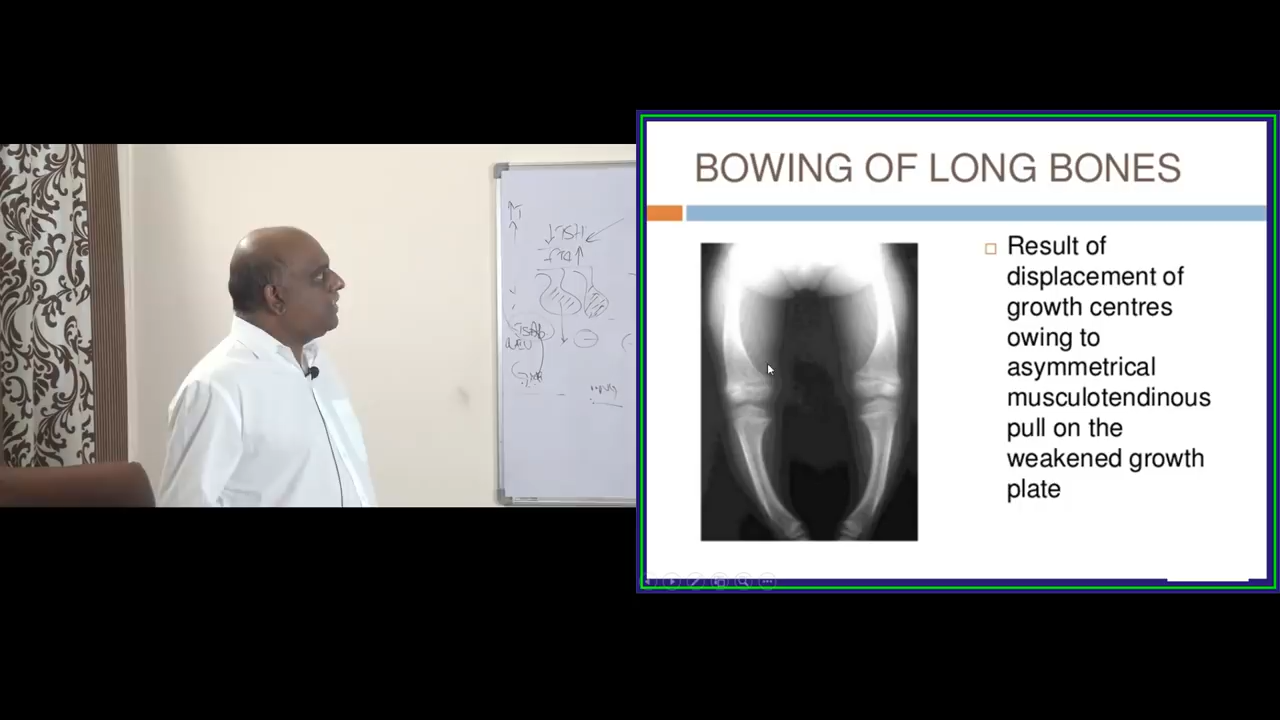 ↓TSH
BOWING OF LONG BONES
Result of
displacement of
growth centres
owing to
asymmetrical
musculotendinous
pull on the
weakened growth
plate